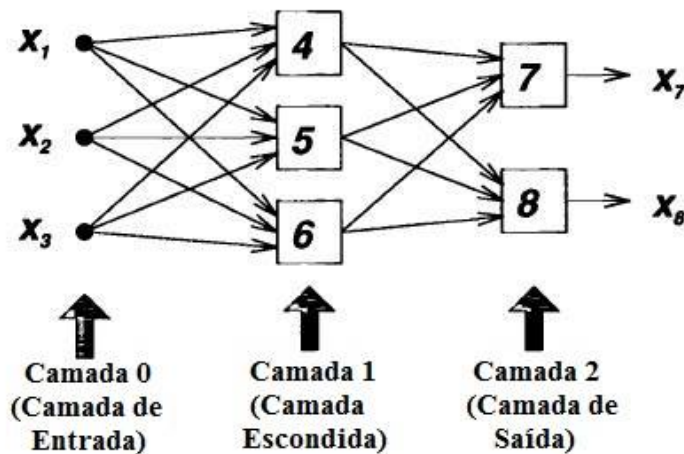 X1
4
7
X7
X2
5
X3
6
8
X8
Camada 0
(Camada de
Entrada)
Camada 1
(Camada
Escondida)
Camada 2
(Camada de
Saída)